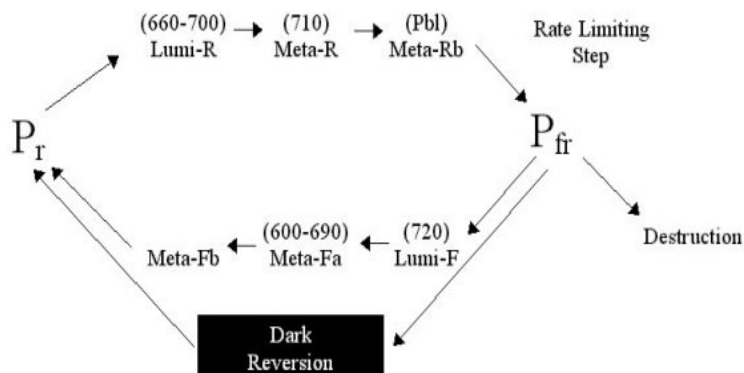 (660-700) (710) (Pbl) Rate Limiting
Lumi-R Meta-R Meta-Rb Step
Pr Pfr
(600-690) (720)
Meta-Fb Meta-Fa Lumi-F Destruction
Dark
Reversion